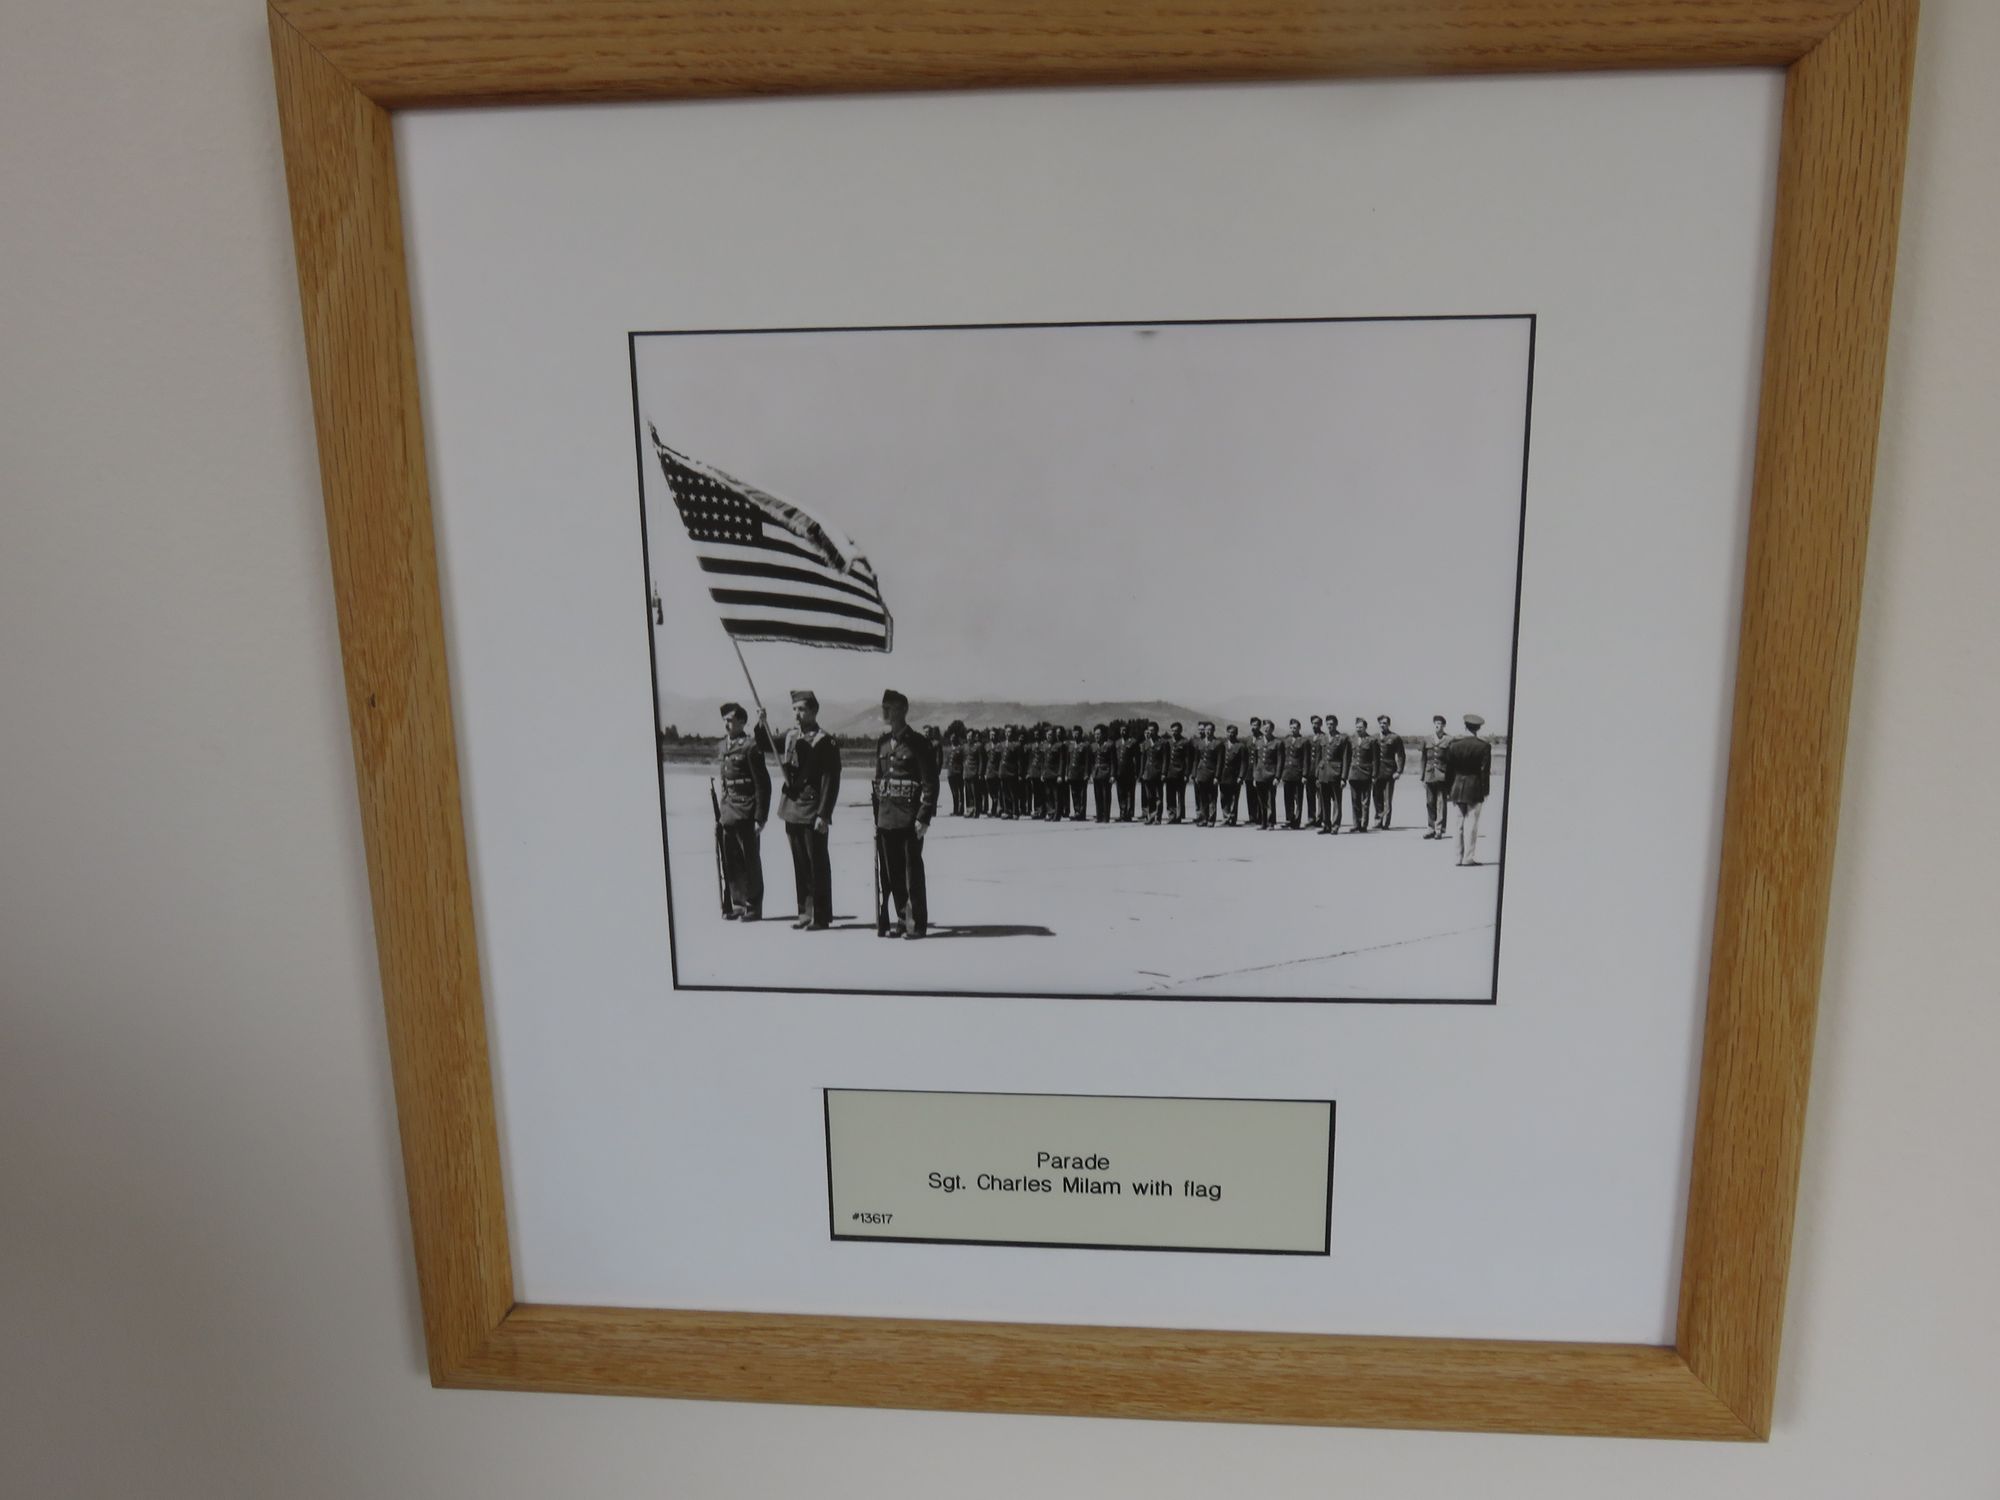 Parade
Sgt. Charles Milam with flag
#13617